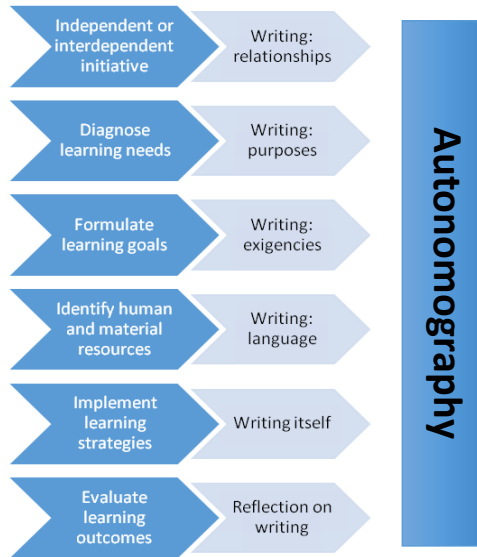 Independent or
interdependent
initiative
Writing:
relationships
Diagnose
learning needs
Writing:
purposes
Formulate
learning goals
Writing:
exigencies
Identify human
and material
resources
Writing:
language
Implement
learning
strategies
Writing itself
Evaluate
learning
outcomes
Reflection on
writing
Autonomography